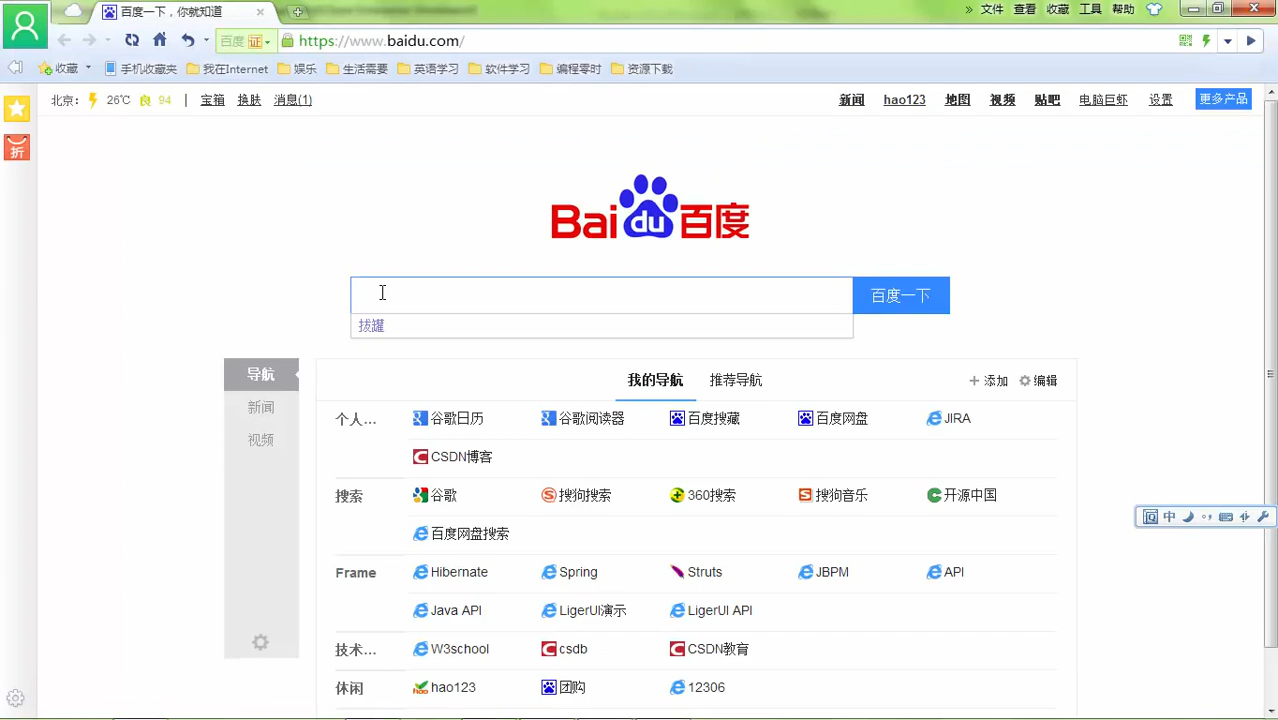 百度一下，你就知道
文件 查看 收藏 工具 帮助
百度 证 https://www.baidu.com/
收藏 手机收藏夹 我在Internet 娱乐 生活需要 英语学习 软件学习 编程零时 资源下载
北京: 26℃ 良 94 | 宝箱 换肤 消息(1) 新闻 hao123 地图 视频 贴吧 电脑巨虾 设置 更多产品
折
Bai du 百度
百度一下
拔罐
导航 我的导航 推荐导航 添加 编辑
新闻
视频
个人... 谷歌日历 谷歌阅读器 百度搜藏 百度网盘 JIRA
CSDN博客
搜索 谷歌 搜狗搜索 360搜索 搜狗音乐 开源中国
中
百度网盘搜索
Frame Hibernate Spring Struts JBPM API
Java API LigerUI演示 LigerUI API
技术... W3school csdb CSDN教育
休闲 hao123 团购 12306